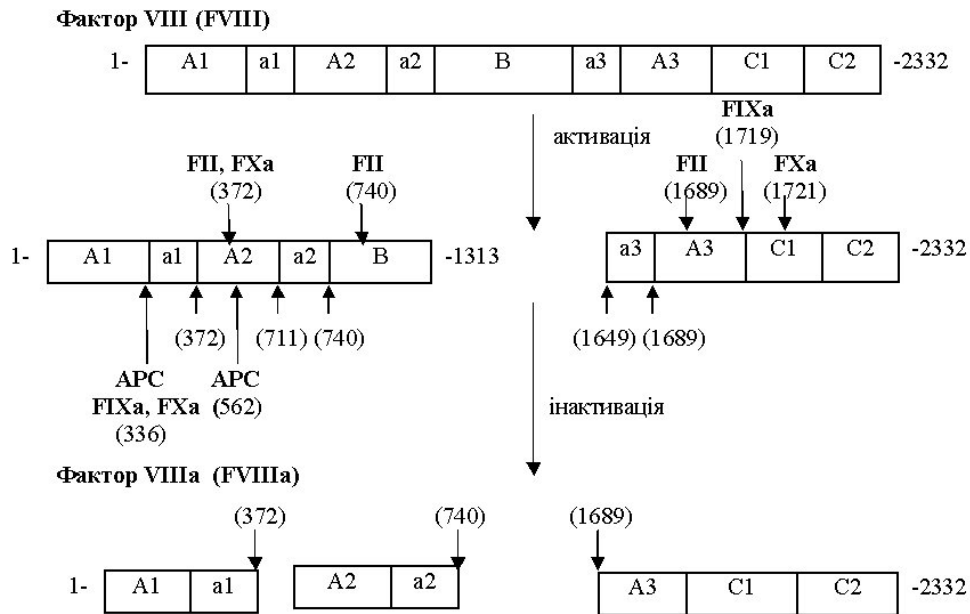 Фактор VIII (FVIII)
1- A1 a1 A2 a2 B a3 A3 C1 C2 -2332
активація
FIXa
(1719)
FII, FXa
(372)
FII
(740)
FII
(1689)
FXa
(1721)
1- A1 a1 A2 a2 B -1313
a3 A3 C1 C2 -2332
(372) (711) (740)
(1649) (1689)
APC
FIXa, FXa
(336)
APC
(562)
інактивація
Фактор VIIIa (FVIIIa)
(372) (740) (1689)
1- A1 a1 A2 a2 A3 C1 C2 -2332